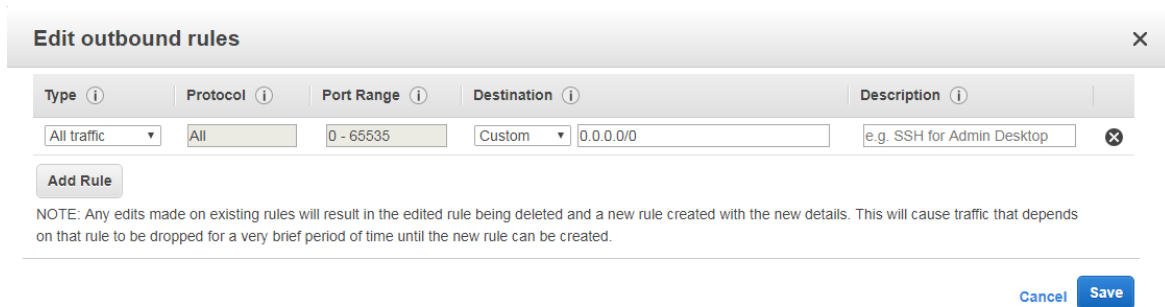 Edit outbound rules
Type Protocol Port Range Destination Description
All traffic All 0 - 65535 Custom 0.0.0.0/0 e.g. SSH for Admin Desktop
Add Rule
NOTE: Any edits made on existing rules will result in the edited rule being deleted and a new rule created with the new details. This will cause traffic that depends
on that rule to be dropped for a very brief period of time until the new rule can be created.
Cancel Save